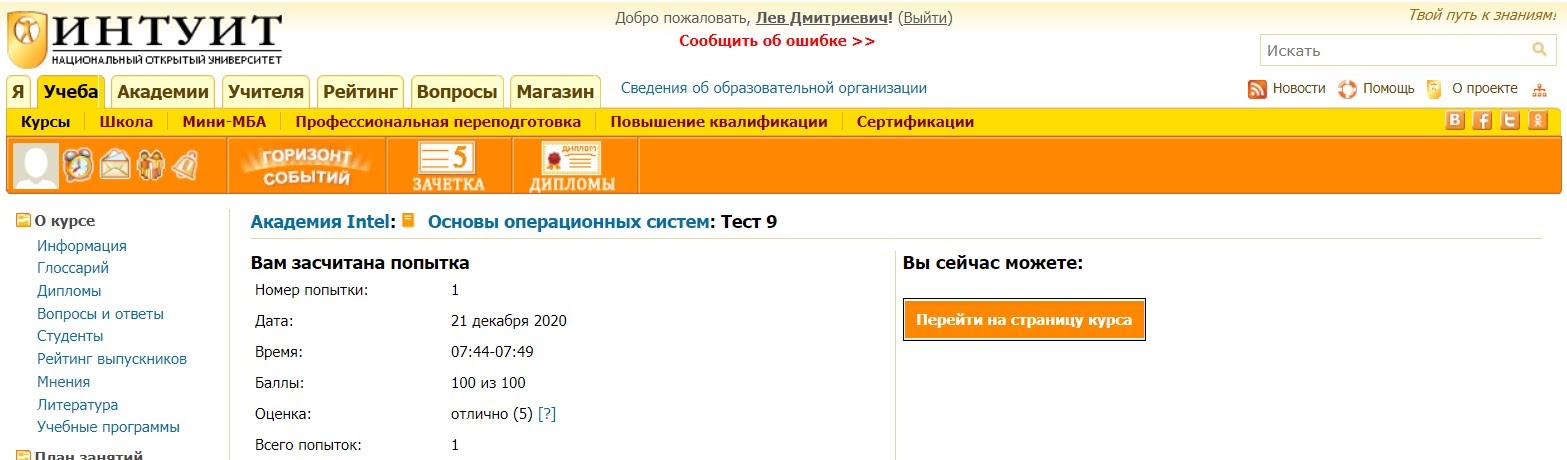 ИНТУИТ
НАЦИОНАЛЬНЫЙ ОТКРЫТЫЙ УНИВЕРСИТЕТ
Добро пожаловать, Лев Дмитриевич! (Выйти)
Сообщить об ошибке >>
Твой путь к знаниям!
Искать
Я Учеба Академии Учителя Рейтинг Вопросы Магазин Сведения об образовательной организации Новости Помощь О проекте
Курсы Школа Мини-МБА Профессиональная переподготовка Повышение квалификации Сертификации
ГОРИЗОНТ
СОБЫТИЙ
5
ЗАЧЕТКА
ДИПЛОМ
ДИПЛОМЫ
О курсе
Информация
Глоссарий
Дипломы
Вопросы и ответы
Студенты
Рейтинг выпускников
Мнения
Литература
Учебные программы
План занятий
Академия Intel: Основы операционных систем: Тест 9
Вам засчитана попытка
Номер попытки: 1
Дата: 21 декабря 2020
Время: 07:44-07:49
Баллы: 100 из 100
Оценка: отлично (5) [?]
Всего попыток: 1
Вы сейчас можете:
Перейти на страницу курса